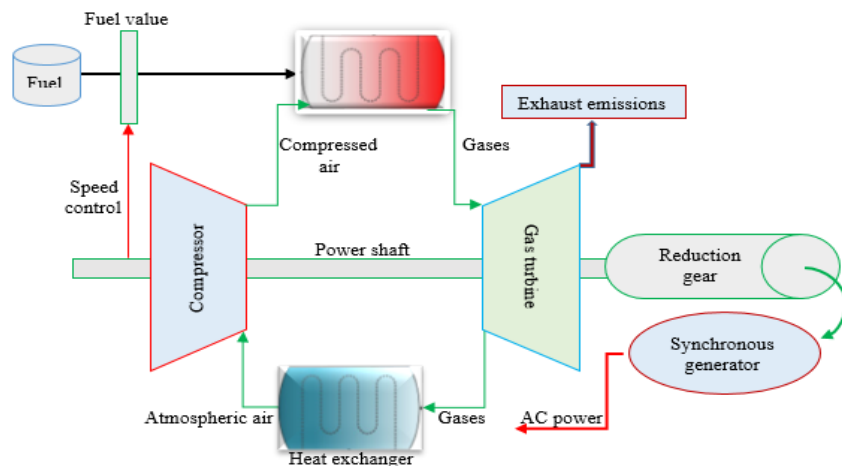 Fuel value
Fuel
Exhaust emissions
Compressed
air
Gases
Speed
control
Compressor
Power shaft
Gas turbine
Reduction
gear
Synchronous
generator
Atmospheric air
Gases
AC power
Heat exchanger